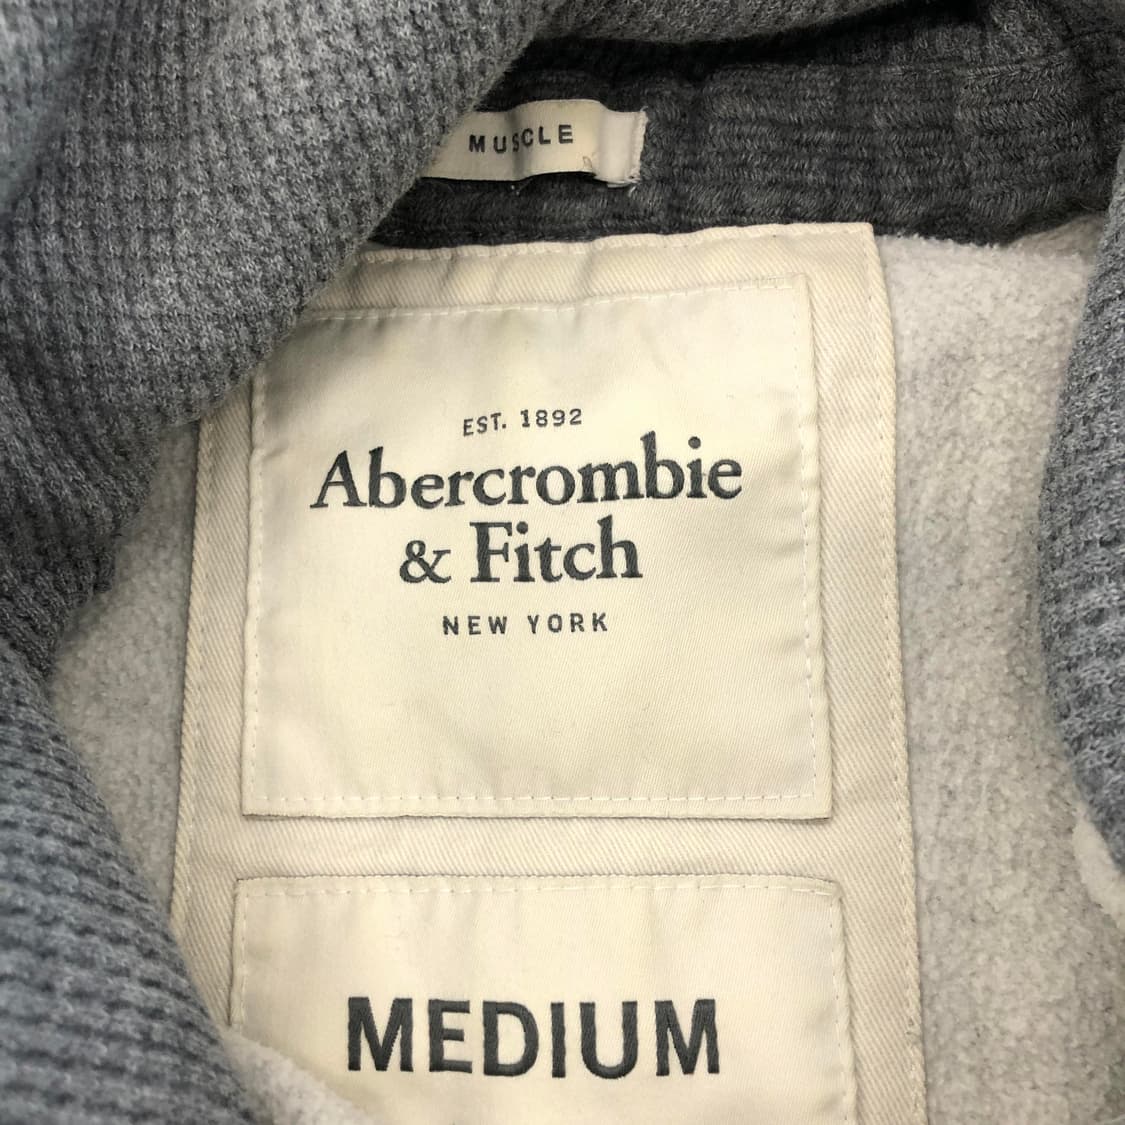 MUSCLE
EST. 1892
Abercrombie
& Fitch
NEW YORK
MEDIUM